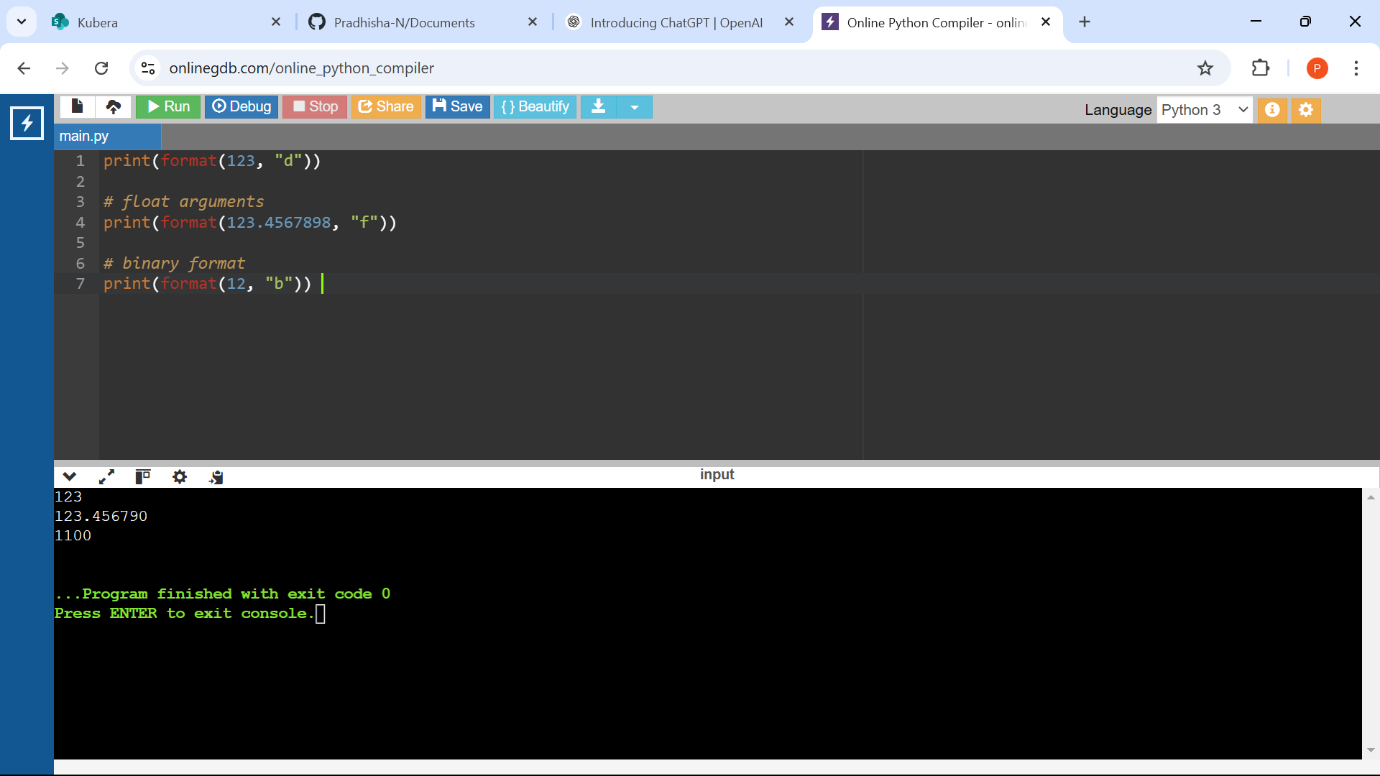 Kubera
Pradhisha-N/Documents
Introducing ChatGPT | OpenAI
Online Python Compiler - onlin
onlinegdb.com/online_python_compiler
P
Run
Debug
Stop
Share
Save
{ } Beautify
Language
Python 3
main.py
1 print(format(123, "d"))
2
3 # float arguments
4 print(format(123.4567898, "f"))
5
6 # binary format
7 print(format(12, "b"))
input
123
123.456790
1100
...Program finished with exit code 0
Press ENTER to exit console.